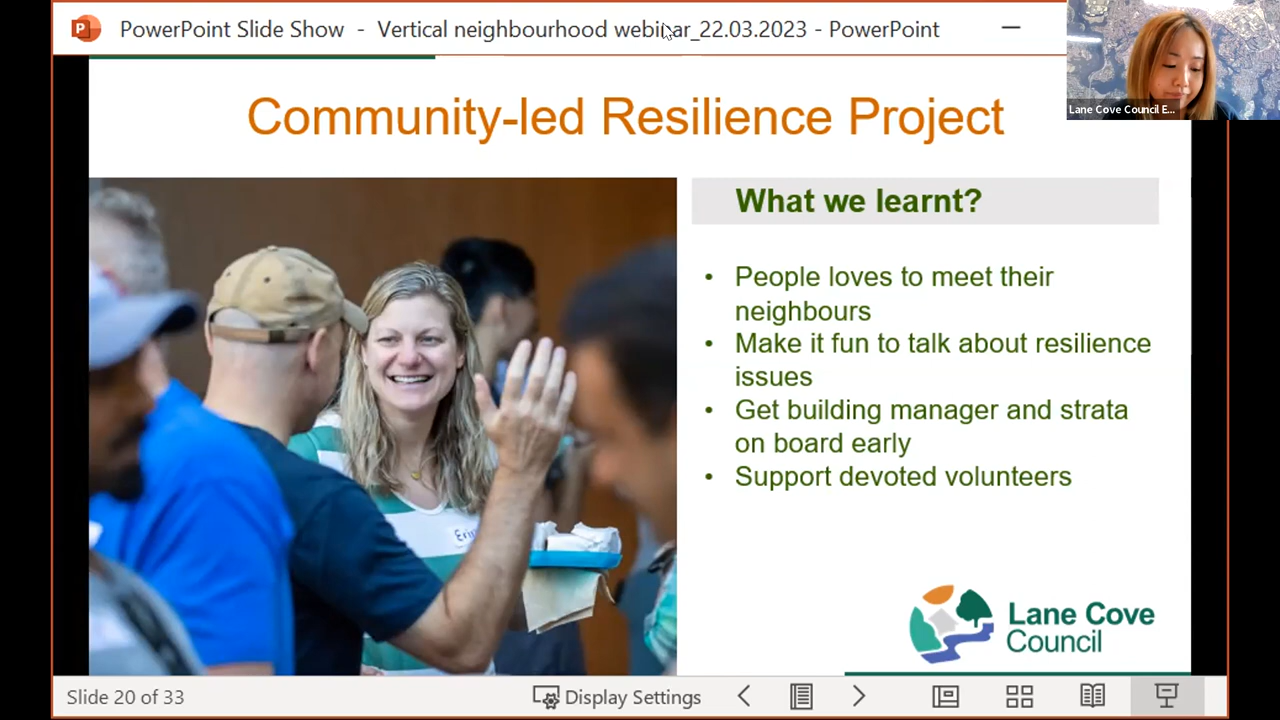 PowerPoint Slide Show - Vertical neighbourhood webinar_22.03.2023 - PowerPoint
Lane Cove Council E...
Community-led Resilience Project
What we learnt?
• People loves to meet their
neighbours
• Make it fun to talk about resilience
issues
• Get building manager and strata
on board early
• Support devoted volunteers
Lane Cove
Council
Slide 20 of 33
Display Settings